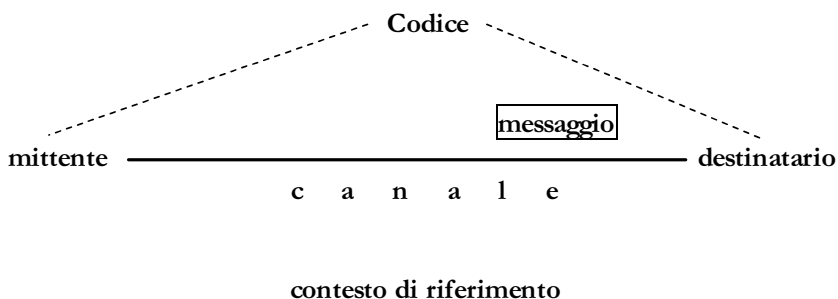 Codice
messaggio
mittente destinatario
c a n a l e
contesto di riferimento